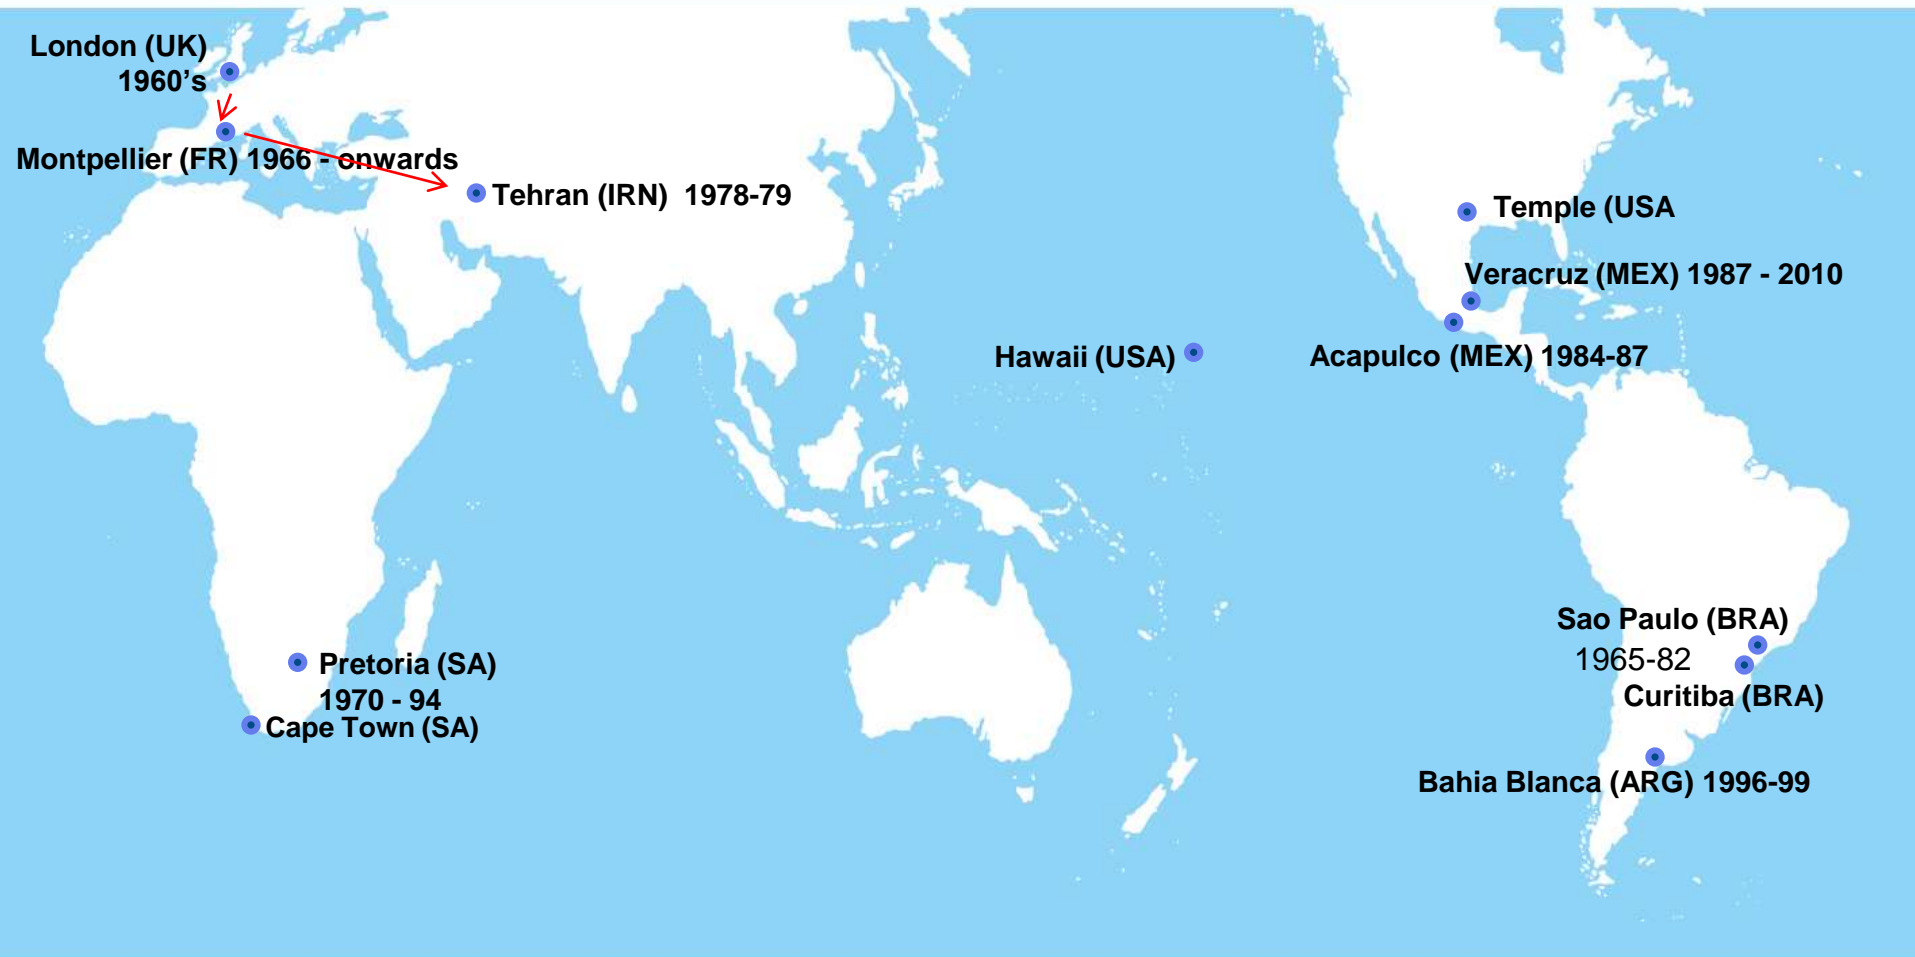 London (UK)
1960’s
Montpellier (FR) 1966 - onwards
Tehran (IRN)  1978-79
Temple (USA
Veracruz (MEX) 1987 - 2010
Hawaii (USA)
Acapulco (MEX) 1984-87
Sao Paulo (BRA)
1965-82
Curitiba (BRA)
Pretoria (SA)
1970 - 94
Cape Town (SA)
Bahia Blanca (ARG) 1996-99